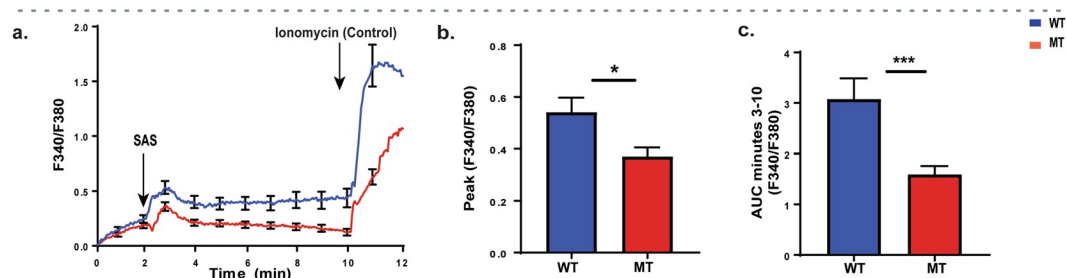 a.
Ionomycin (Control)
SAS
F340/F380
2.0
1.5
1.0
0.5
0.0
0 2 4 6 8 10 12
Time (min)
b.
*
Peak (F340/F380)
0.8
0.6
0.4
0.2
0.0
WT MT
c.
***
AUC minutes 3-10
(F340/F380)
4
3
2
1
0
WT MT
WT
MT